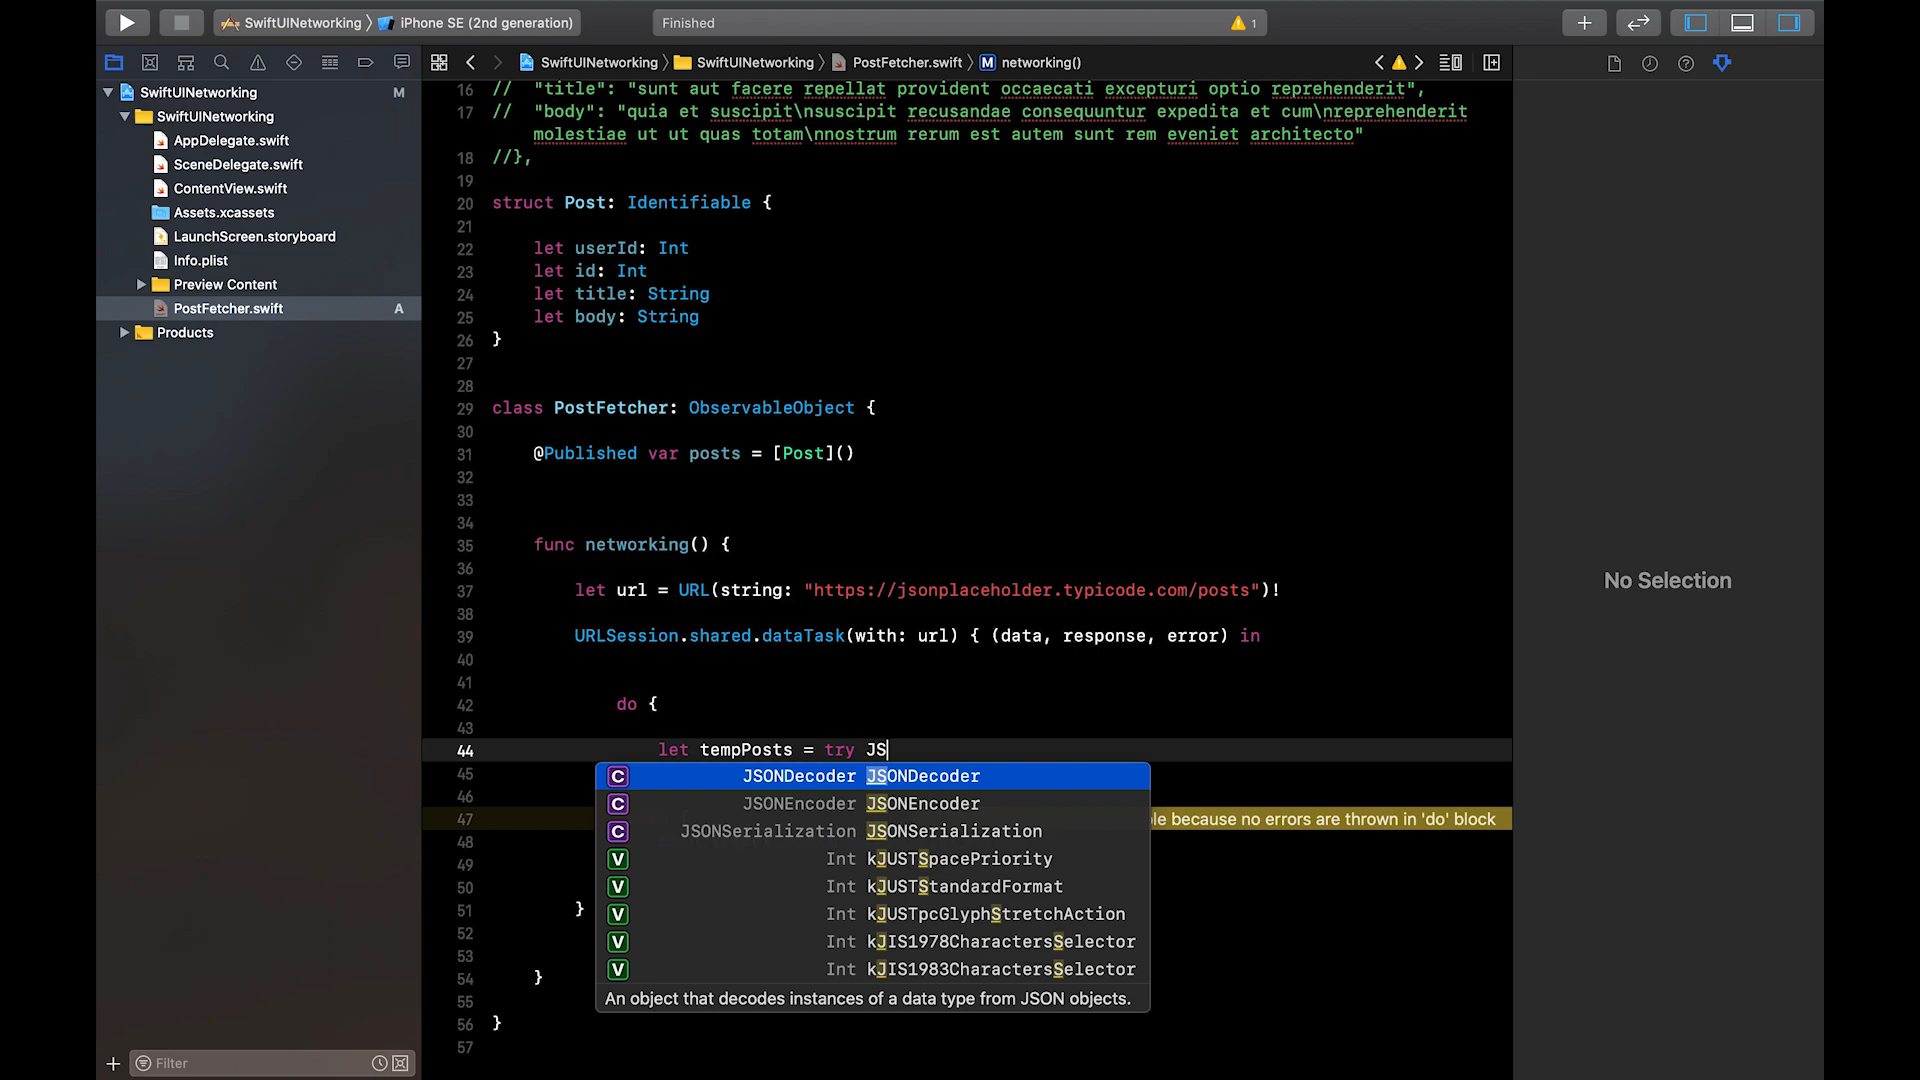 SwiftUINetworking iPhone SE (2nd generation)
Finished
1
SwiftUINetworking SwiftUINetworking PostFetcher.swift M networking()
SwiftUINetworking M
SwiftUINetworking
AppDelegate.swift
SceneDelegate.swift
ContentView.swift
Assets.xcassets
LaunchScreen.storyboard
Info.plist
Preview Content
PostFetcher.swift A
Products
Filter
16 // "title": "sunt aut facere repellat provident occaecati excepturi optio reprehenderit",
17 // "body": "quia et suscipit\nsuscipit recusandae consequuntur expedita et cum\nreprehenderit
molestiae ut ut quas totam\nnostrum rerum est autem sunt rem eveniet architecto"
18 //},
19
20 struct Post: Identifiable {
21
22 let userId: Int
23 let id: Int
24 let title: String
25 let body: String
26 }
27
28
29 class PostFetcher: ObservableObject {
30
31 @Published var posts = [Post]()
32
33
34
35 func networking() {
36
37 let url = URL(string: "https://jsonplaceholder.typicode.com/posts")!
38
39 URLSession.shared.dataTask(with: url) { (data, response, error) in
40
41
42 do {
43
44 let tempPosts = try JS
45
46
47 ble because no errors are thrown in 'do' block
48
49
50
51 }
52
53
54 }
55
56 }
57
C JSONDecoder JSONDecoder
C JSONEncoder JSONEncoder
C JSONSerialization JSONSerialization
V Int kJUSTSpacePriority
V Int kJUSTStandardFormat
V Int kJUSTpcGlyphStretchAction
V Int kJIS1978CharactersSelector
V Int kJIS1983CharactersSelector
An object that decodes instances of a data type from JSON objects.
No Selection